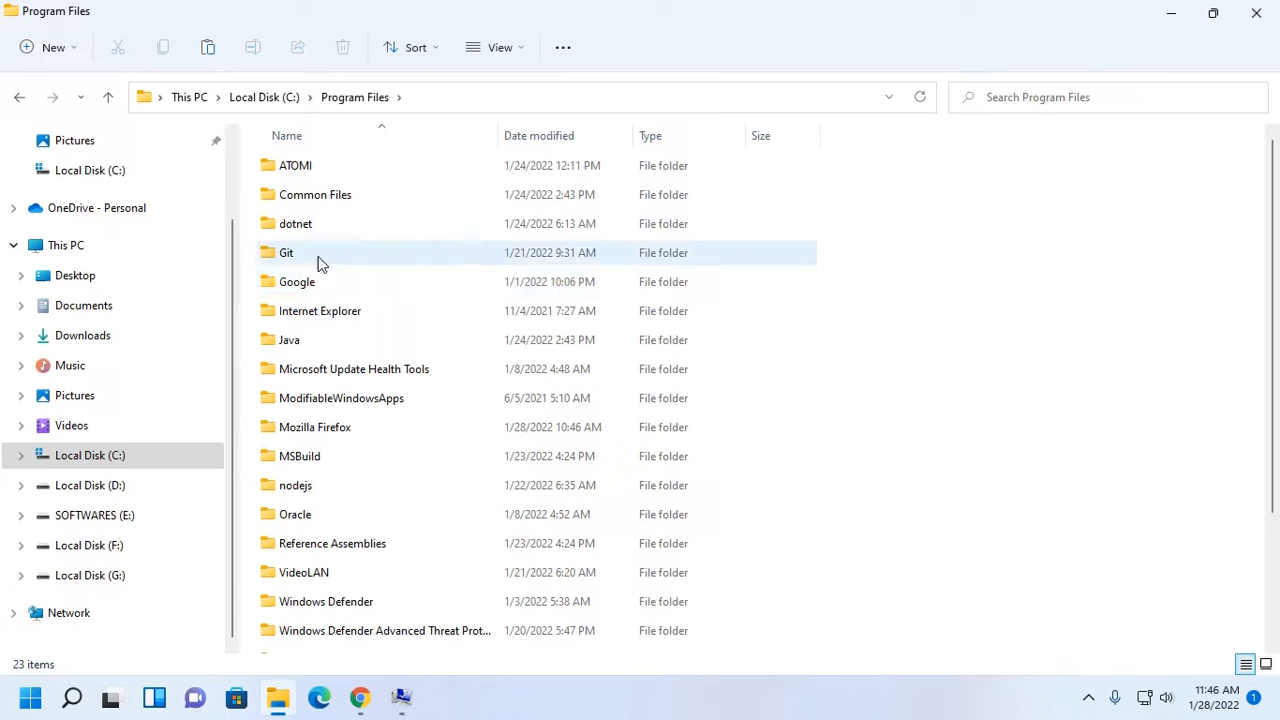 Program Files
New
Sort
View
This PC > Local Disk (C:) > Program Files >
Search Program Files
Pictures
Local Disk (C:)
OneDrive - Personal
This PC
Desktop
Documents
Downloads
Music
Pictures
Videos
Local Disk (C:)
Local Disk (D:)
SOFTWARES (E:)
Local Disk (F:)
Local Disk (G:)
Network
Name Date modified Type Size
ATOMI 1/24/2022 12:11 PM File folder
Common Files 1/24/2022 2:43 PM File folder
dotnet 1/24/2022 6:13 AM File folder
Git 1/21/2022 9:31 AM File folder
Google 1/1/2022 10:06 PM File folder
Internet Explorer 11/4/2021 7:27 AM File folder
Java 1/24/2022 2:43 PM File folder
Microsoft Update Health Tools 1/8/2022 4:48 AM File folder
ModifiableWindowsApps 6/5/2021 5:10 AM File folder
Mozilla Firefox 1/28/2022 10:46 AM File folder
MSBuild 1/23/2022 4:24 PM File folder
nodejs 1/22/2022 6:35 AM File folder
Oracle 1/8/2022 4:52 AM File folder
Reference Assemblies 1/23/2022 4:24 PM File folder
VideoLAN 1/21/2022 6:20 AM File folder
Windows Defender 1/3/2022 5:38 AM File folder
Windows Defender Advanced Threat Prot... 1/20/2022 5:47 PM File folder
23 items
11:46 AM
1/28/2022
1